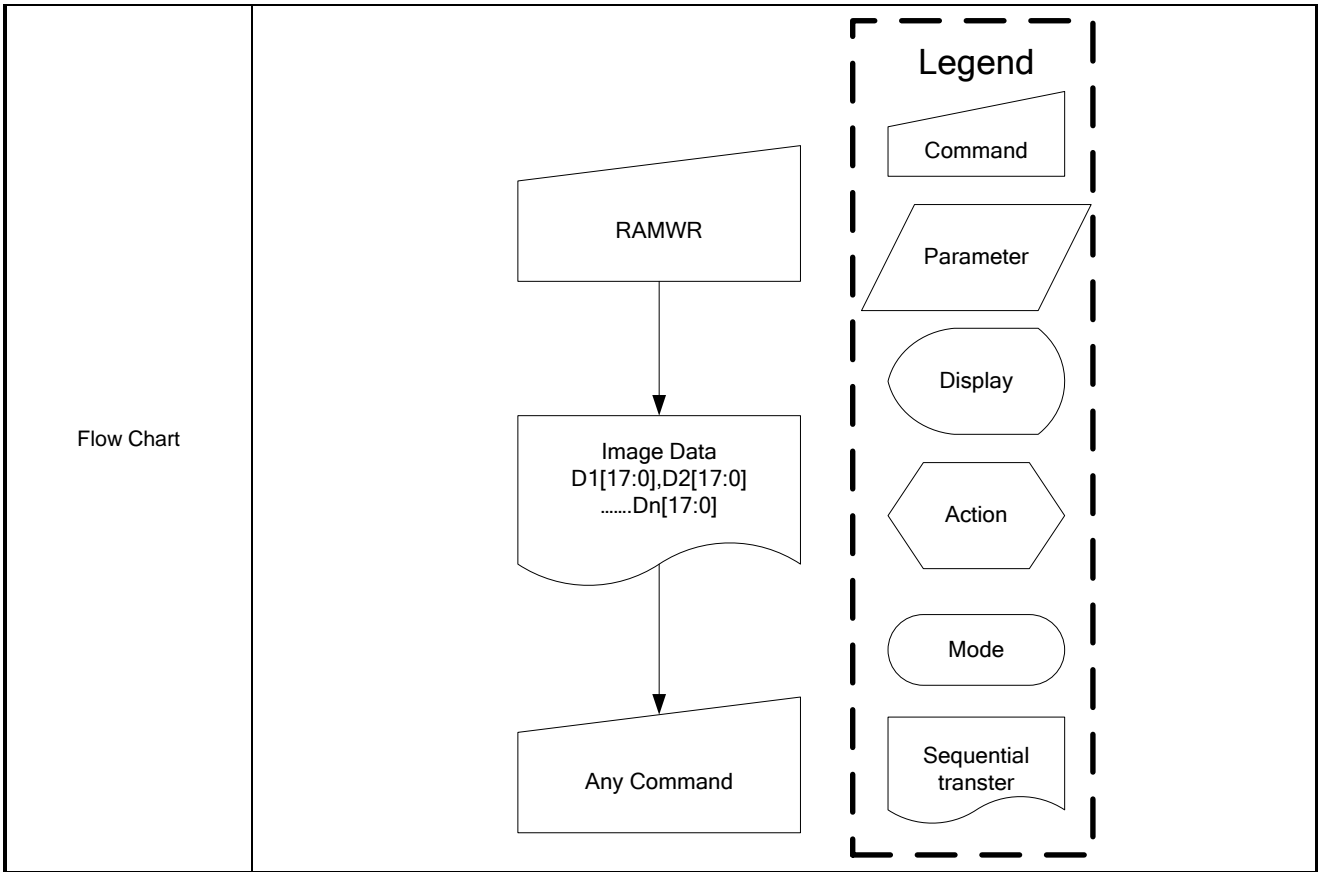 Flow Chart
RAMWR
Image Data
D1[17:0],D2[17:0]
.......Dn[17:0]
Any Command
Legend
Command
Parameter
Display
Action
Mode
Sequential
transter